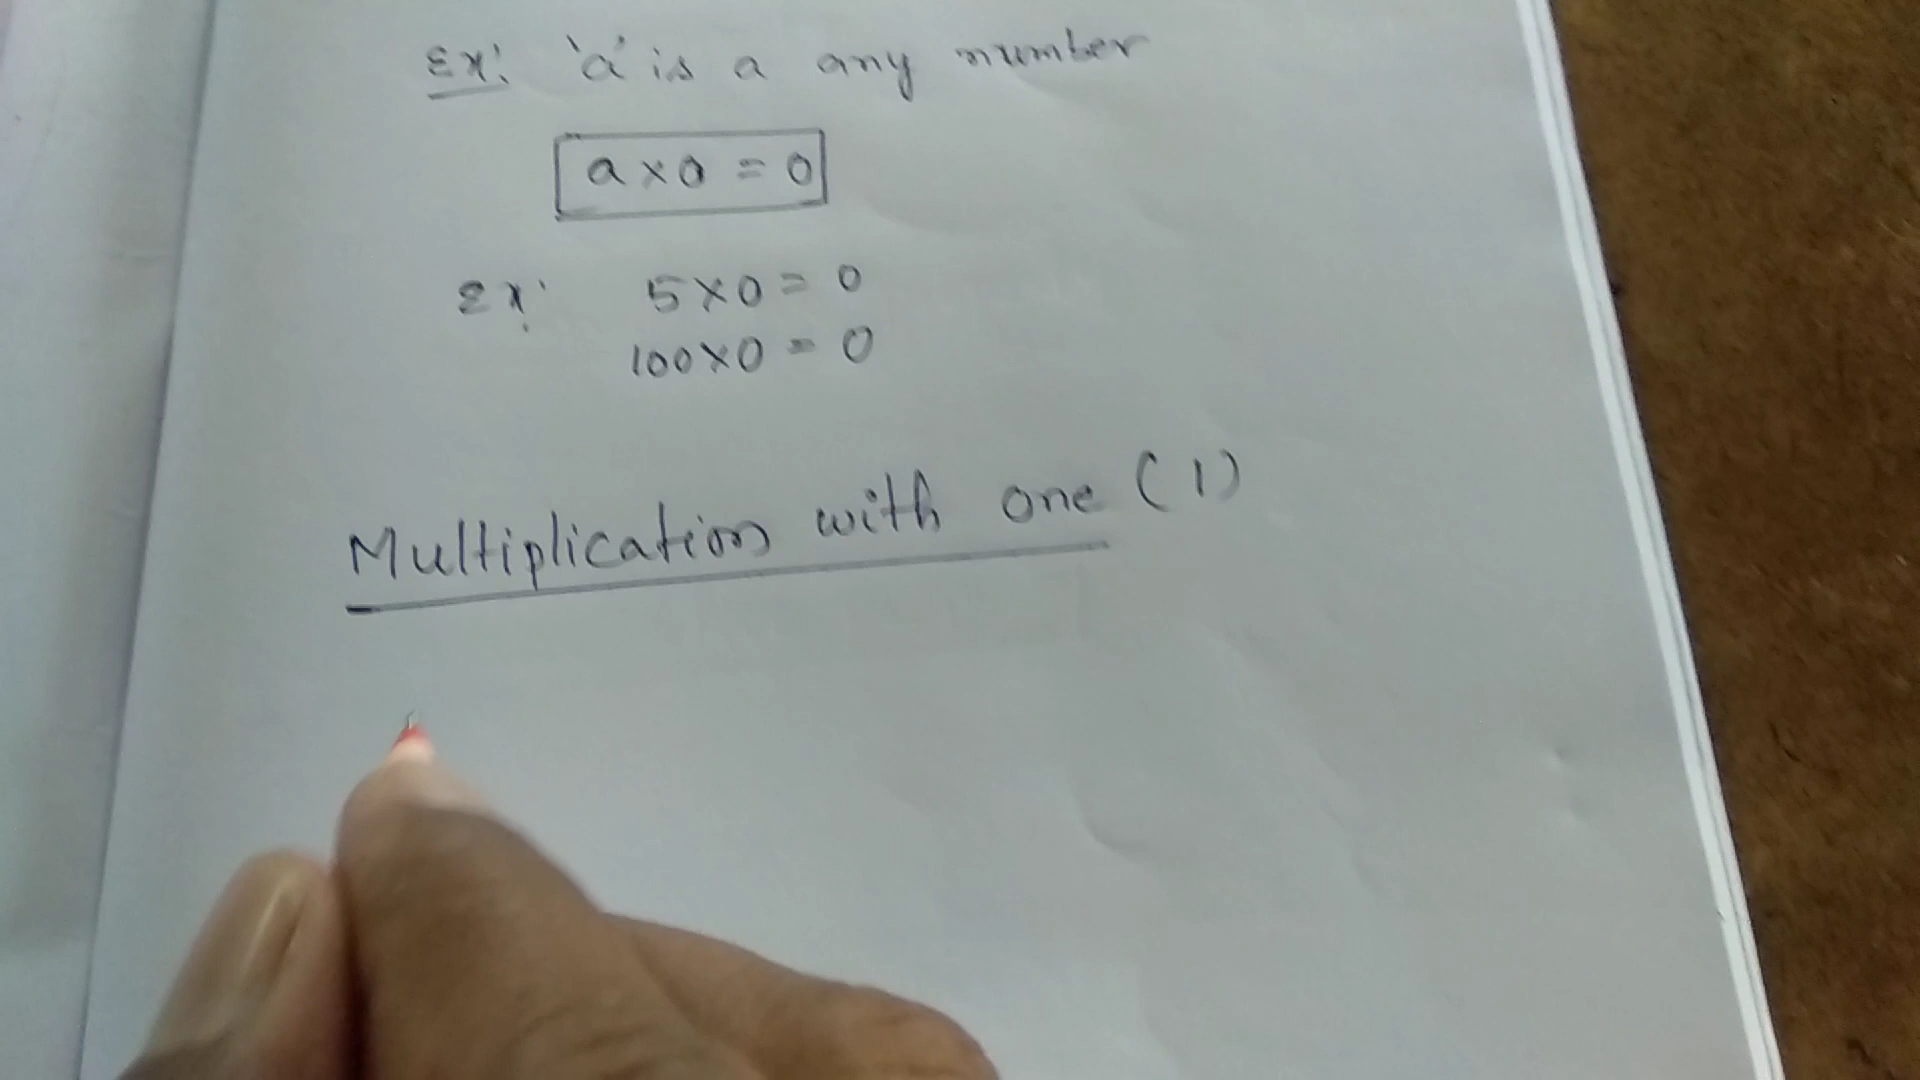 Ex: 'a' is a any number
a × 0 = 0
Ex: 5 × 0 = 0
100 × 0 = 0
Multiplication with one (1)